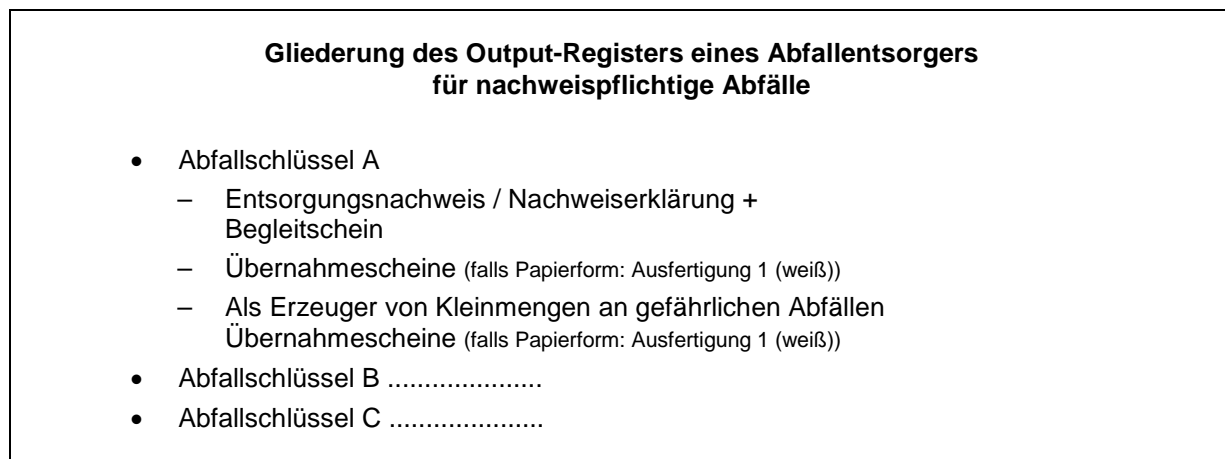 Gliederung des Output-Registers eines Abfallentsorgers
für nachweispflichtige Abfälle
• Abfallschlüssel A
– Entsorgungsnachweis / Nachweiserklärung +
Begleitschein
– Übernahmescheine (falls Papierform: Ausfertigung 1 (weiß))
– Als Erzeuger von Kleinmengen an gefährlichen Abfällen
Übernahmescheine (falls Papierform: Ausfertigung 1 (weiß))
• Abfallschlüssel B .....................
• Abfallschlüssel C .....................